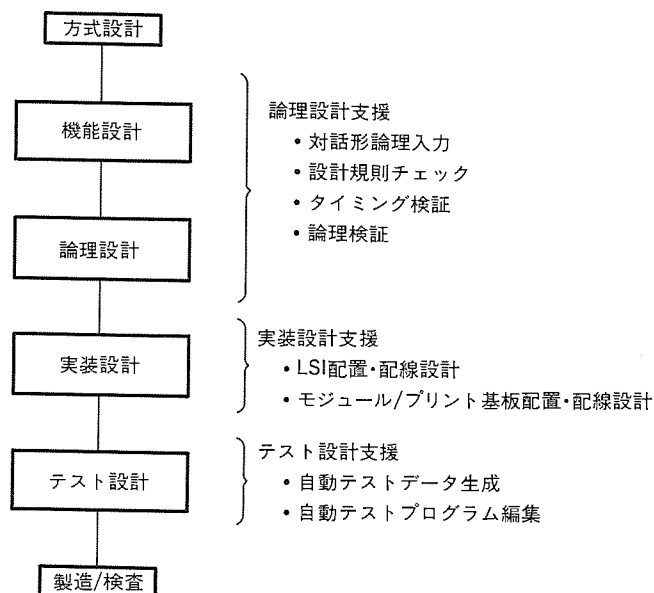 方式設計
機能設計
論理設計
実装設計
テスト設計
製造/検査
論理設計支援
・対話形論理入力
・設計規則チェック
・タイミング検証
・論理検証
実装設計支援
・LSI配置・配線設計
・モジュール/プリント基板配置・配線設計
テスト設計支援
・自動テストデータ生成
・自動テストプログラム編集